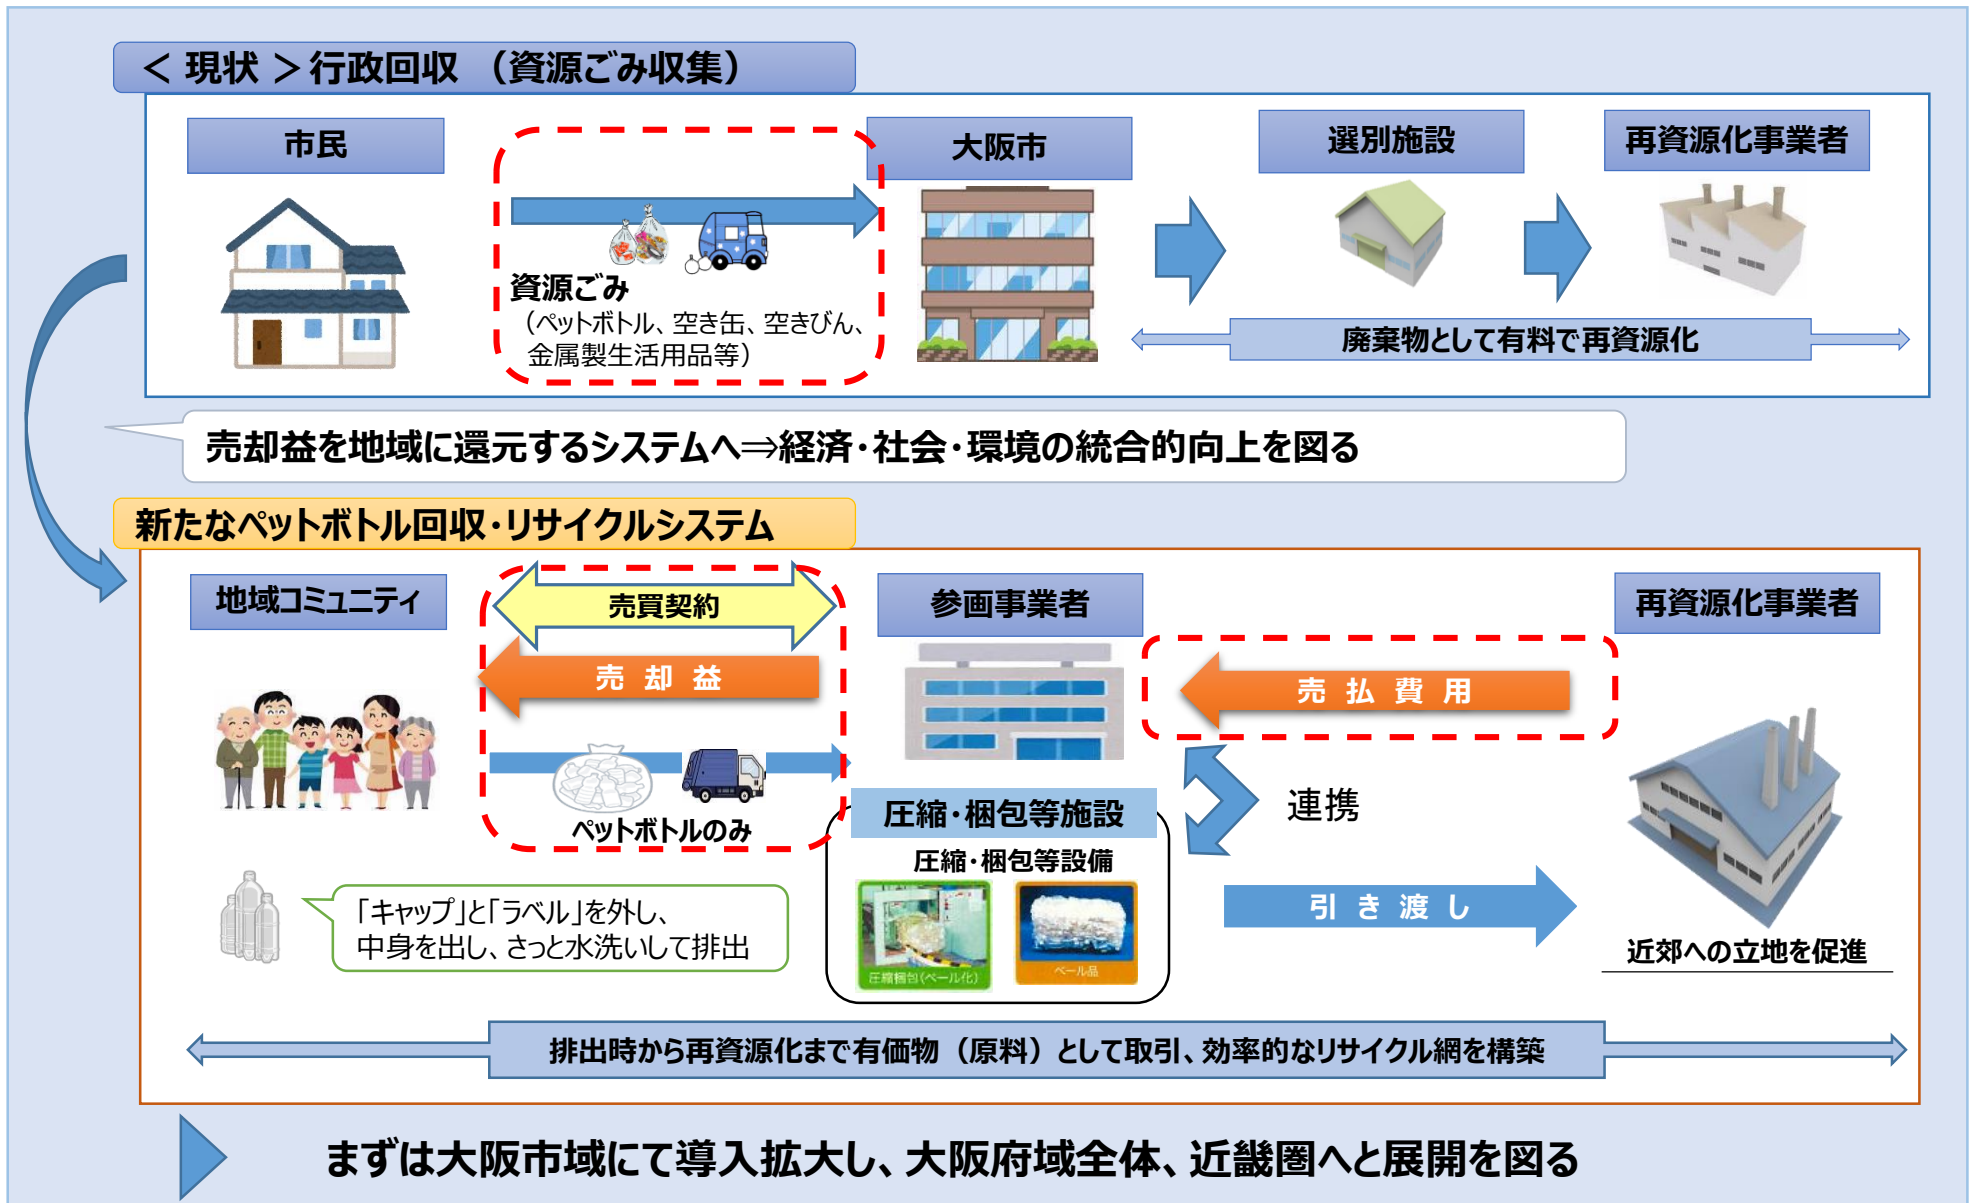 ＜ 現状 ＞行政回収 （資源ごみ収集）
市民
大阪市
選別施設
再資源化事業者
資源ごみ
（ペットボトル、空き缶、空きびん、
金属製生活用品等）
廃棄物として有料で再資源化
売却益を地域に還元するシステムへ⇒経済・社会・環境の統合的向上を図る
新たなペットボトル回収・リサイクルシステム
地域コミュニティ
売買契約
参画事業者
再資源化事業者
売 却 益
売 払 費 用
ペットボトルのみ
圧縮・梱包等施設
連携
圧縮・梱包等設備
圧縮梱包（ベール化）
ベール品
「キャップ」と「ラベル」を外し、
中身を出し、さっと水洗いして排出
引 き 渡 し
近郊への立地を促進
排出時から再資源化まで有価物（原料）として取引、効率的なリサイクル網を構築
まずは大阪市域にて導入拡大し、大阪府域全体、近畿圏へと展開を図る